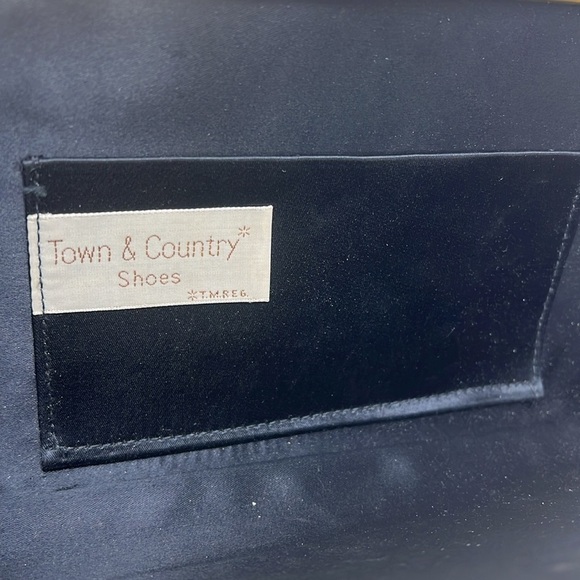 Town & Country*
Shoes
*T.M.REG.